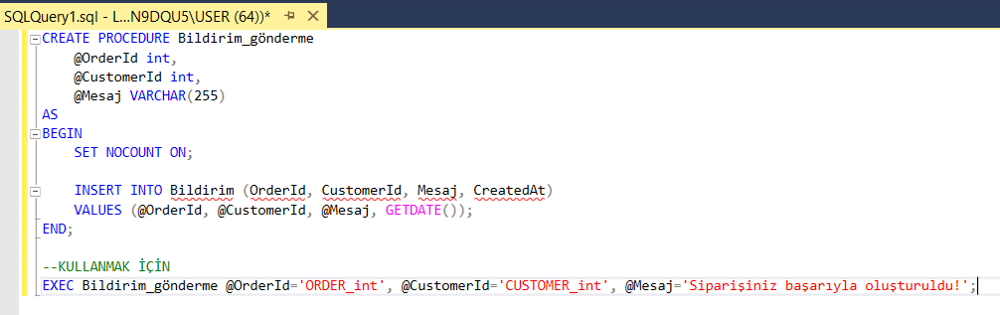 SQLQuery1.sql - L...N9DQU5\USER (64))*
CREATE PROCEDURE Bildirim_gönderme
@OrderId int,
@CustomerId int,
@Mesaj VARCHAR(255)
AS
BEGIN
SET NOCOUNT ON;
INSERT INTO Bildirim (OrderId, CustomerId, Mesaj, CreatedAt)
VALUES (@OrderId, @CustomerId, @Mesaj, GETDATE());
END;
--KULLANMAK İÇİN
EXEC Bildirim_gönderme @OrderId='ORDER_int', @CustomerId='CUSTOMER_int', @Mesaj='Siparişiniz başarıyla oluşturuldu!';